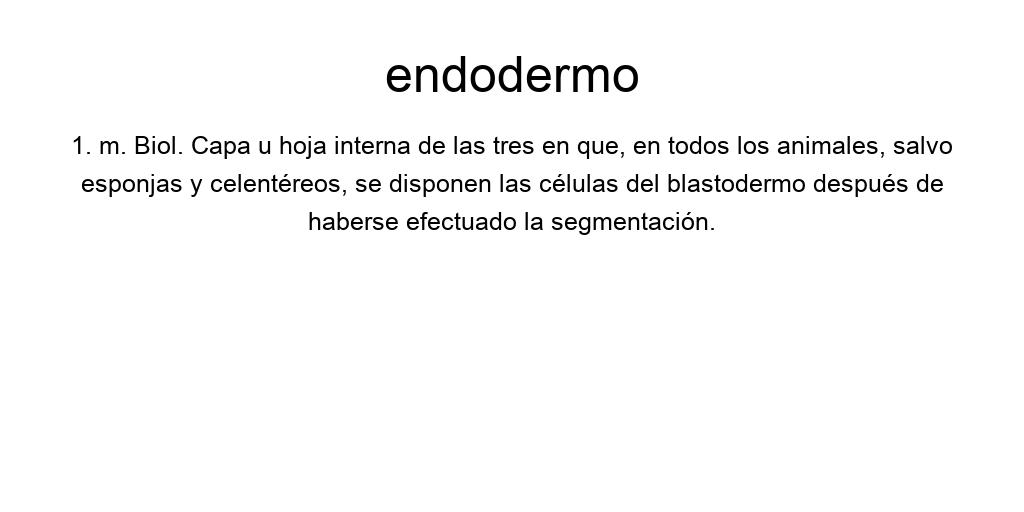 endodermo
1. m. Biol. Capa u hoja interna de las tres en que, en todos los animales, salvo
esponjas y celentéreos, se disponen las células del blastodermo después de
haberse efectuado la segmentación.